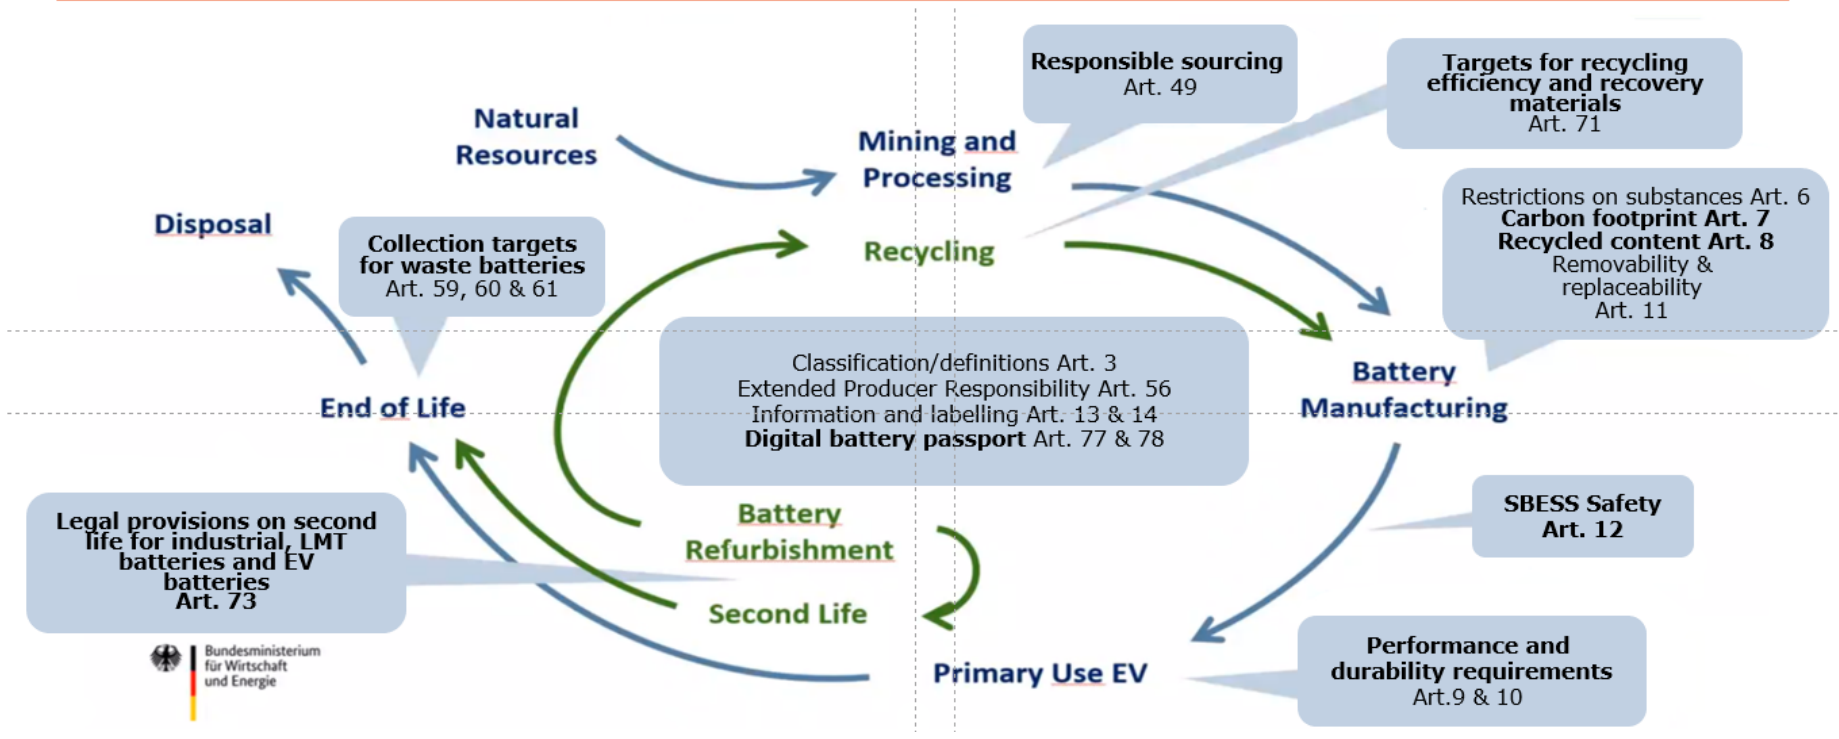 Responsible sourcing
Art. 49
Targets for recycling
efficiency and recovery
materials
Art. 71
Natural
Resources
Mining and
Processing
Restrictions on substances Art. 6
Carbon footprint Art. 7
Recycled content Art. 8
Removability &
replaceability
Art. 11
Disposal
Collection targets
for waste batteries
Art. 59, 60 & 61
Recycling
Classification/definitions Art. 3
Extended Producer Responsibility Art. 56
Information and labelling Art. 13 & 14
Digital battery passport Art. 77 & 78
End of Life
Battery
Manufacturing
Legal provisions on second
life for industrial, LMT
batteries and EV
batteries
Art. 73
Battery
Refurbishment
Second Life
SBESS Safety
Art. 12
Primary Use EV
Performance and
durability requirements
Art.9 & 10
Bundesministerium
für Wirtschaft
und Energie